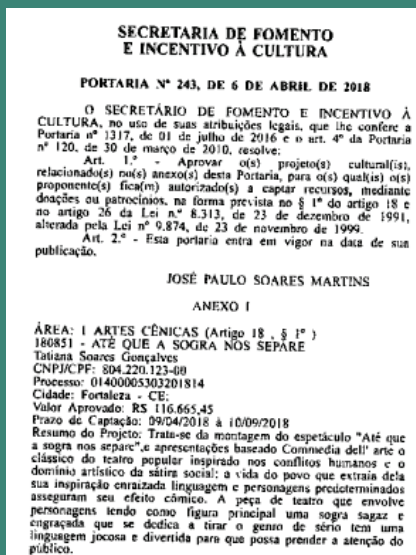 SECRETARIA DE FOMENTO
E INCENTIVO À CULTURA
PORTARIA Nº 243, DE 6 DE ABRIL DE 2018
O SECRETÁRIO DE FOMENTO E INCENTIVO À
CULTURA, no uso de suas atribuições legais, que lhe confere a
Portaria nº 1317, de 01 de julho de 2016 e o art. 4º da Portaria
nº 120, de 30 de março de 2010, resolve:
Art. 1.º - Aprovar o(s) projeto(s) cultural(is),
relacionado(s) no(s) anexo(s) desta Portaria, para o(s) qual(is) o(s)
proponente(s) fica(m) autorizado(s) a captar recursos, mediante
doações ou patrocínios, na forma prevista no § 1º do artigo 18 e
no artigo 26 da Lei n.º 8.313, de 23 de dezembro de 1991,
alterada pela Lei nº 9.874, de 23 de novembro de 1999.
Art. 2.º - Esta portaria entra em vigor na data de sua
publicação.
JOSÉ PAULO SOARES MARTINS
ANEXO I
ÁREA: 1 ARTES CÊNICAS (Artigo 18 , § 1º )
180851 - ATÉ QUE A SOGRA NOS SEPARE
Tatiana Soares Gonçalves
CNPJ/CPF: 804.220.123-00
Processo: 01400005303201814
Cidade: Fortaleza - CE;
Valor Aprovado: R$ 116.665,45
Prazo de Captação: 09/04/2018 à 10/09/2018
Resumo do Projeto: Trata-se da montagem do espetáculo "Até que
a sogra nos separe",e apresentações baseado Commedia dell' arte o
clássico do teatro popular inspirado nos conflitos humanos e o
domínio artístico da sátira social; a vida do povo que extrais dela
sua inspiração enraizada linguagem e personagens predeterminados
asseguram seu efeito cômico. A peça de teatro que envolve
personagens tendo como figura principal uma sogra sagaz e
engraçada que se dedica a tirar o genro de sério tem uma
linguagem jocosa e divertida para que possa prender a atenção do
público.